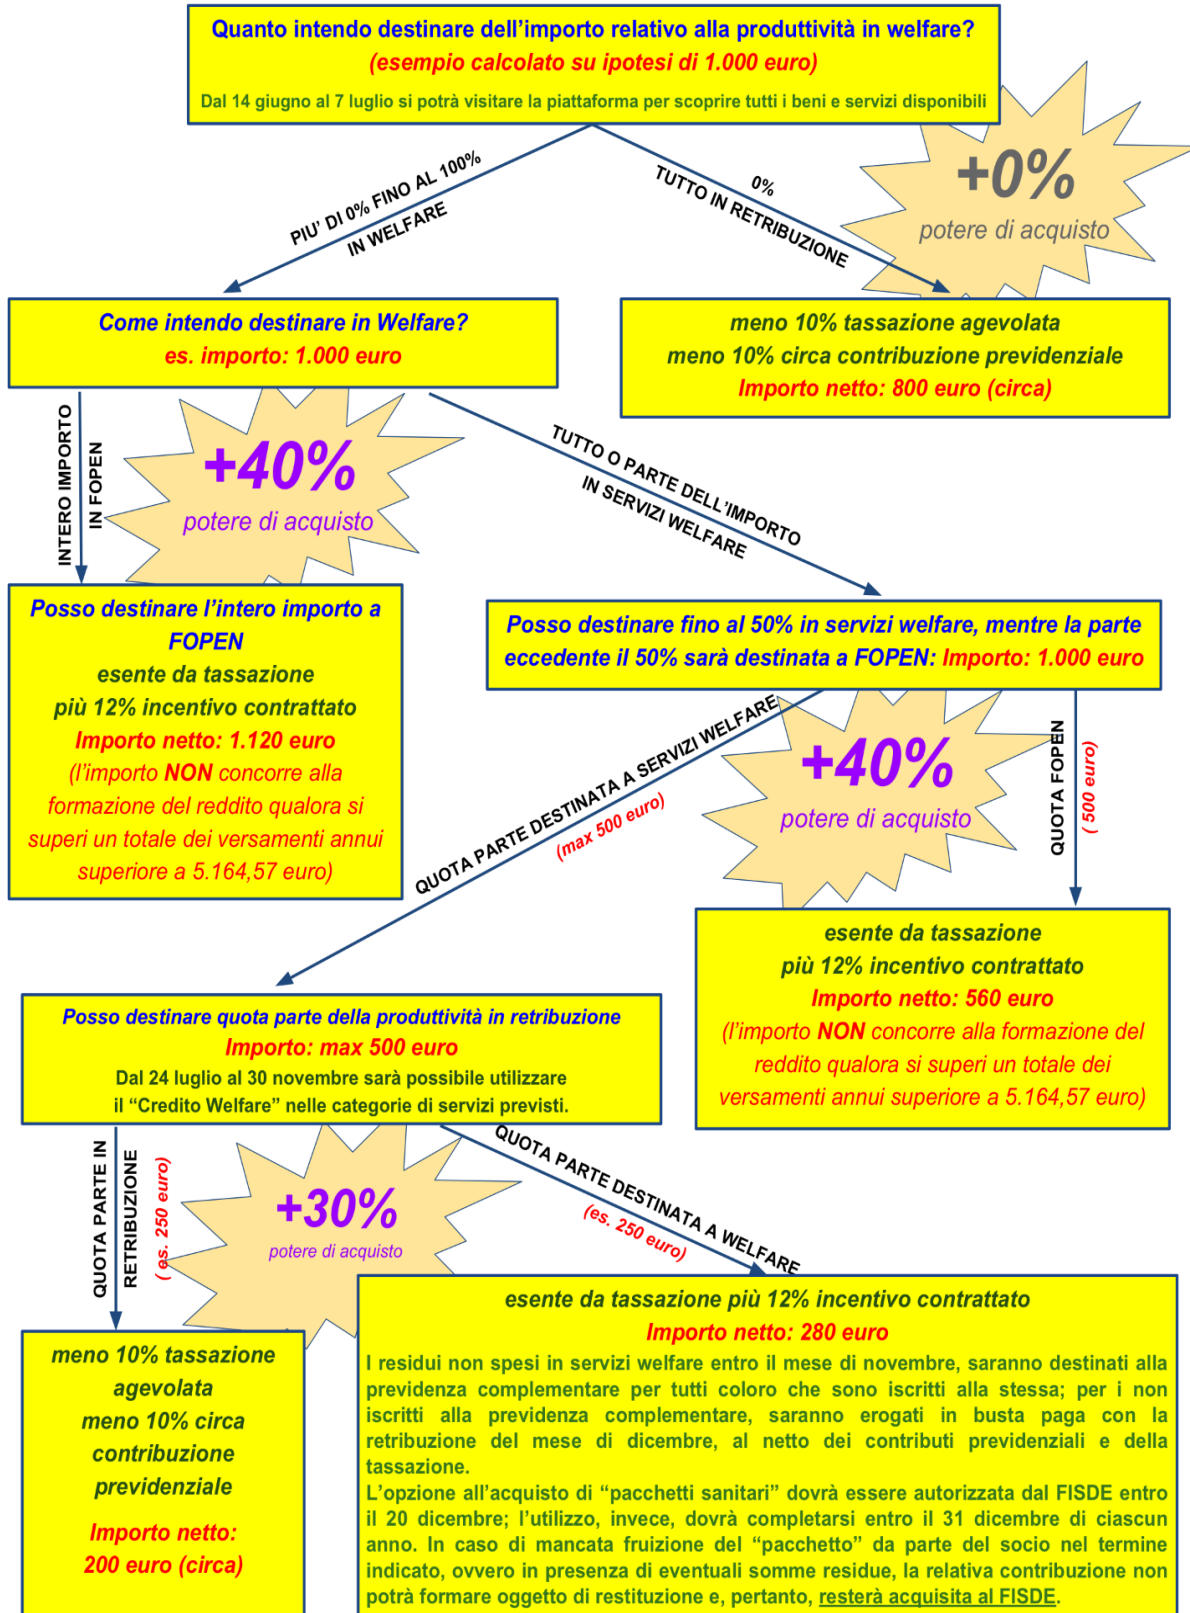 Quanto intendo destinare dell'importo relativo alla produttività in welfare?
(esempio calcolato su ipotesi di 1.000 euro)
Dal 14 giugno al 7 luglio si potrà visitare la piattaforma per scoprire tutti i beni e servizi disponibili
PIU' DI 0% FINO AL 100%
IN WELFARE
0%
TUTTO IN RETRIBUZIONE
+0%
potere di acquisto
Come intendo destinare in Welfare?
es. importo: 1.000 euro
meno 10% tassazione agevolata
meno 10% circa contribuzione previdenziale
Importo netto: 800 euro (circa)
INTERO IMPORTO
IN FOPEN
+40%
potere di acquisto
TUTTO O PARTE DELL'IMPORTO
IN SERVIZI WELFARE
Posso destinare l'intero importo a
FOPEN
esente da tassazione
più 12% incentivo contrattato
Importo netto: 1.120 euro
(l'importo NON concorre alla
formazione del reddito qualora si
superi un totale dei versamenti annui
superiore a 5.164,57 euro)
Posso destinare fino al 50% in servizi welfare, mentre la parte
eccedente il 50% sarà destinata a FOPEN: Importo: 1.000 euro
QUOTA PARTE DESTINATA A SERVIZI WELFARE
(max 500 euro)
+40%
potere di acquisto
QUOTA FOPEN
( 500 euro)
esente da tassazione
più 12% incentivo contrattato
Importo netto: 560 euro
(l'importo NON concorre alla formazione del
reddito qualora si superi un totale dei
versamenti annui superiore a 5.164,57 euro)
Posso destinare quota parte della produttività in retribuzione
Importo: max 500 euro
Dal 24 luglio al 30 novembre sarà possibile utilizzare
il “Credito Welfare” nelle categorie di servizi previsti.
QUOTA PARTE IN
RETRIBUZIONE
( es. 250 euro)
+30%
potere di acquisto
QUOTA PARTE DESTINATA A WELFARE
(es. 250 euro)
meno 10% tassazione
agevolata
meno 10% circa
contribuzione
previdenziale
Importo netto:
200 euro (circa)
esente da tassazione più 12% incentivo contrattato
Importo netto: 280 euro
I residui non spesi in servizi welfare entro il mese di novembre, saranno destinati alla
previdenza complementare per tutti coloro che sono iscritti alla stessa; per i non
iscritti alla previdenza complementare, saranno erogati in busta paga con la
retribuzione del mese di dicembre, al netto dei contributi previdenziali e della
tassazione.
L'opzione all'acquisto di “pacchetti sanitari” dovrà essere autorizzata dal FISDE entro
il 20 dicembre; l'utilizzo, invece, dovrà completarsi entro il 31 dicembre di ciascun
anno. In caso di mancata fruizione del “pacchetto” da parte del socio nel termine
indicato, ovvero in presenza di eventuali somme residue, la relativa contribuzione non
potrà formare oggetto di restituzione e, pertanto, resterà acquisita al FISDE.